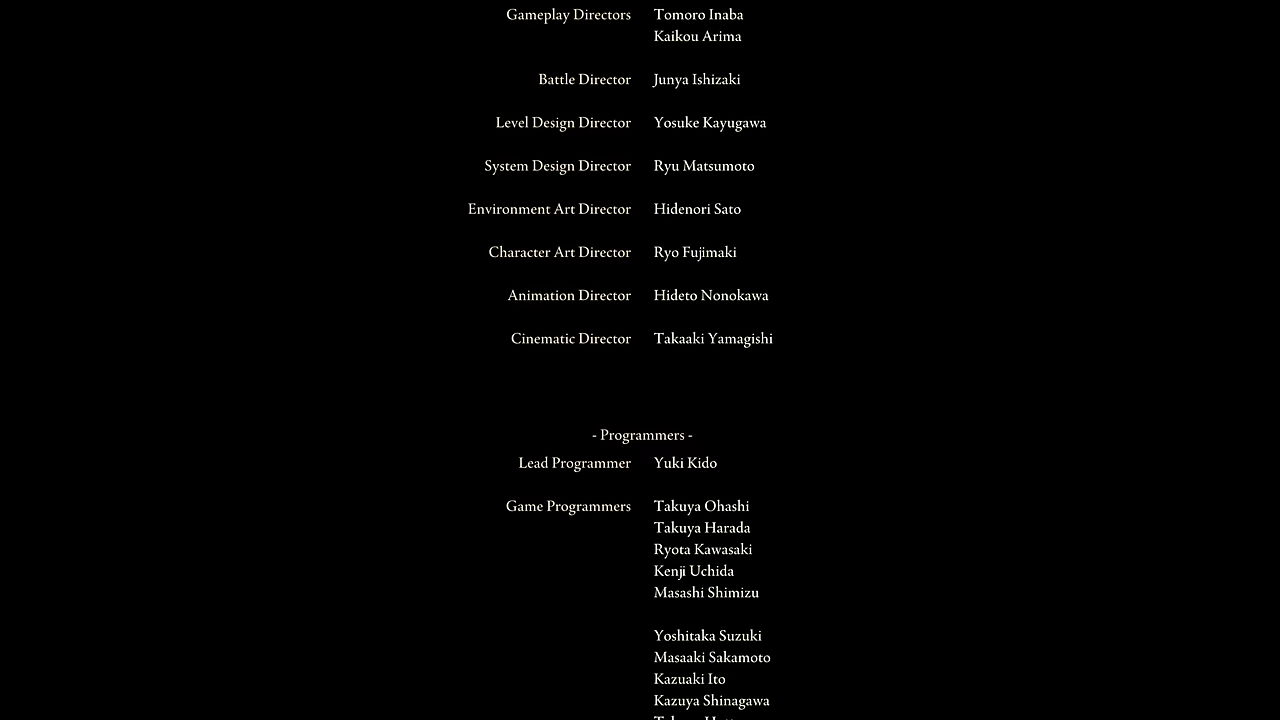 Gameplay Directors Tomoro Inaba
Kaikou Arima
Battle Director Junya Ishizaki
Level Design Director Yosuke Kayugawa
System Design Director Ryu Matsumoto
Environment Art Director Hidenori Sato
Character Art Director Ryo Fujimaki
Animation Director Hideto Nonokawa
Cinematic Director Takaaki Yamagishi
- Programmers -
Lead Programmer Yuki Kido
Game Programmers Takuya Ohashi
Takuya Harada
Ryota Kawasaki
Kenji Uchida
Masashi Shimizu
Yoshitaka Suzuki
Masaaki Sakamoto
Kazuaki Ito
Kazuya Shinagawa